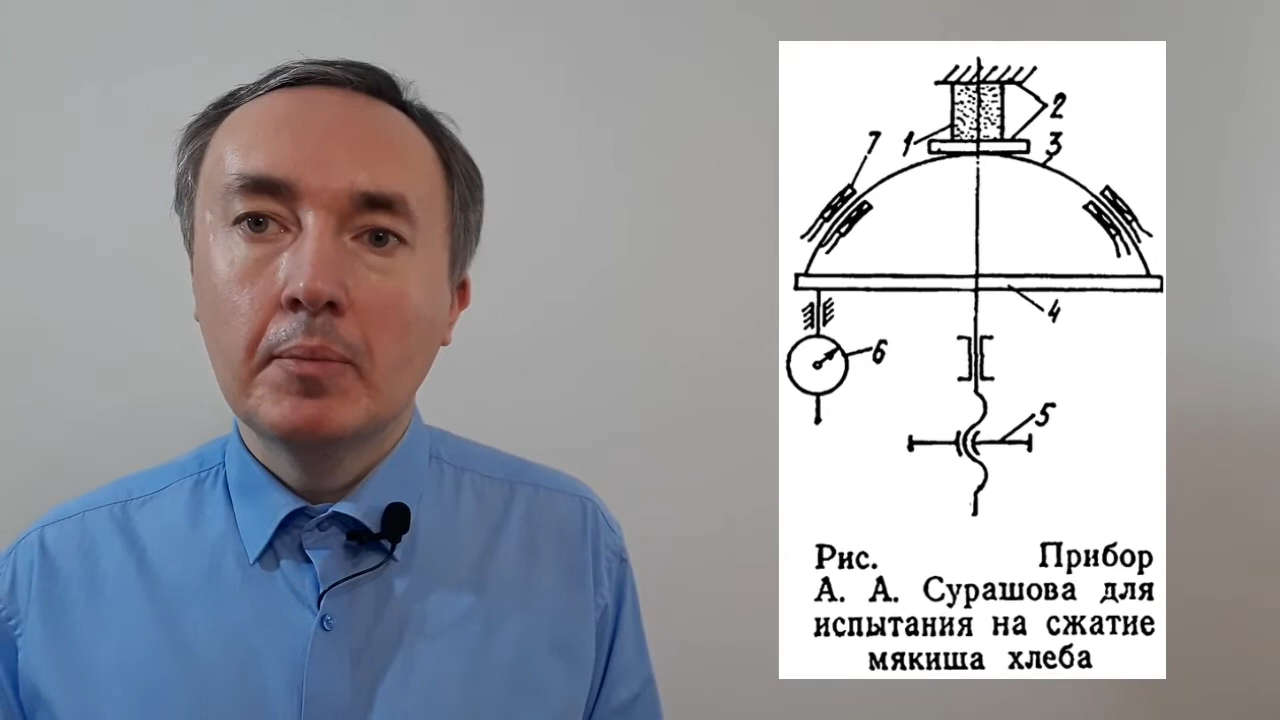 2
1
3
7
4
6
5
Рис. Прибор
А. А. Сурашова для
испытания на сжатие
мякиша хлеба